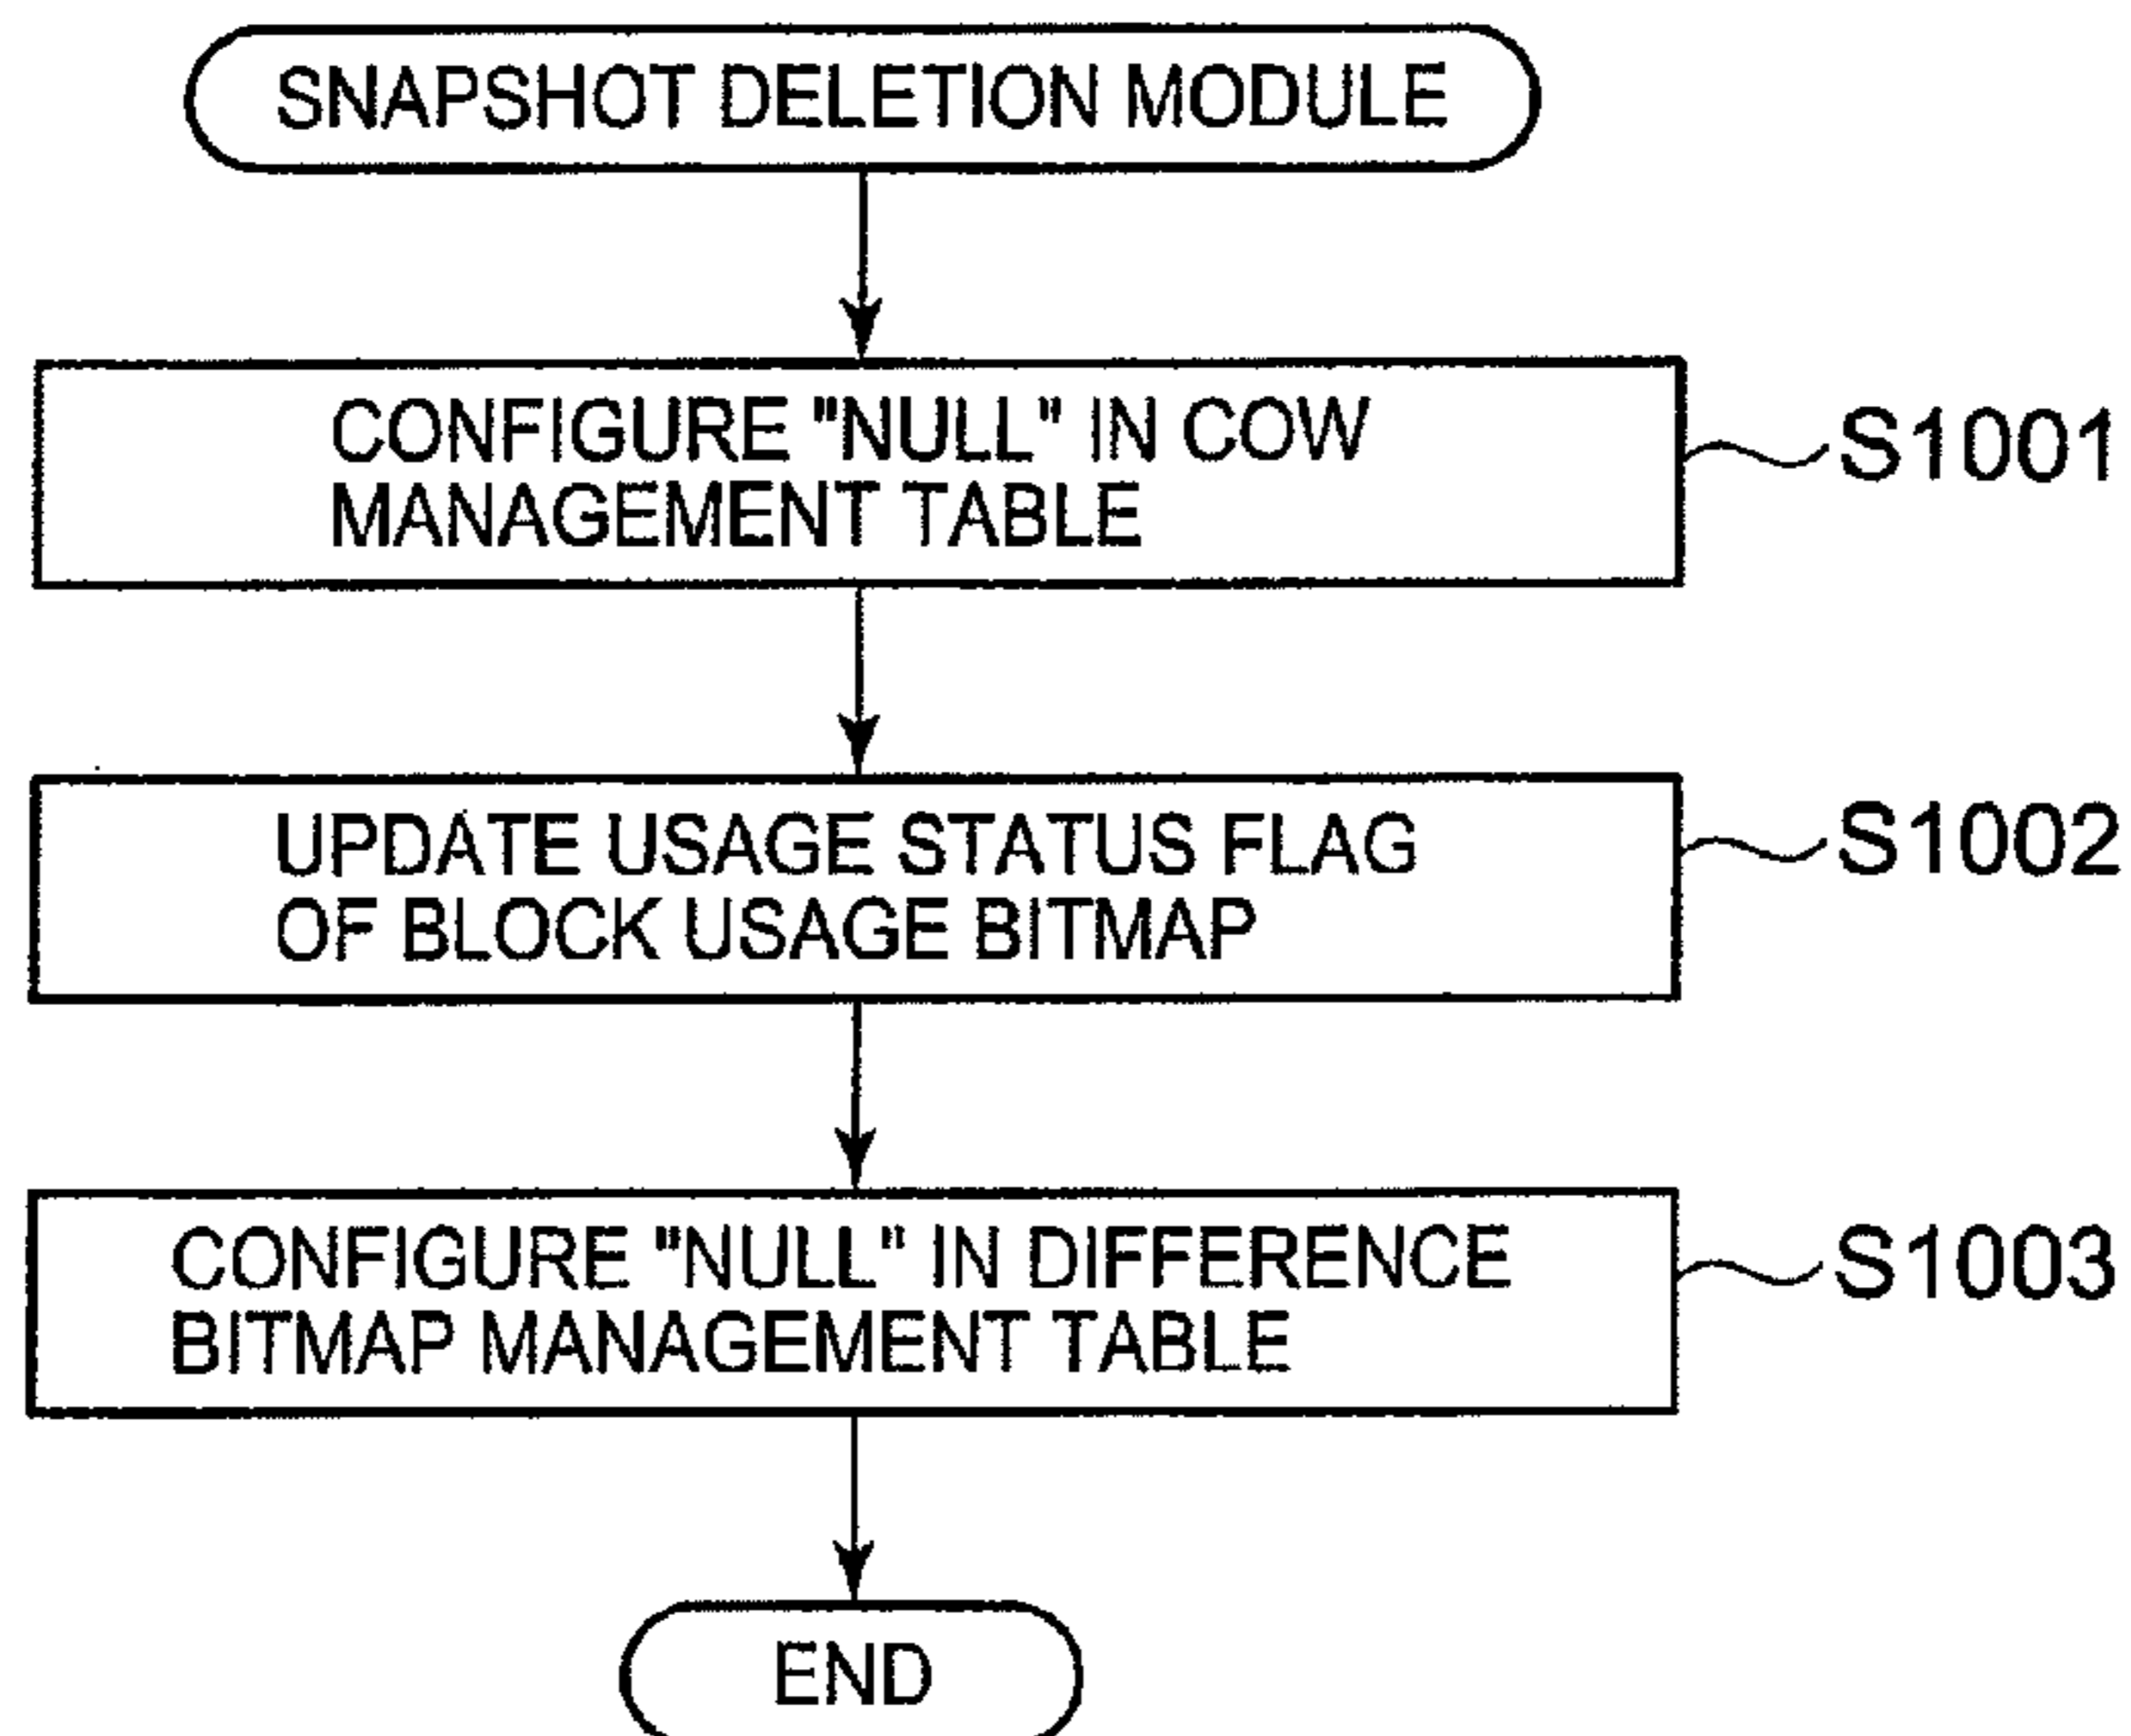 SNAPSHOT DELETION MODULE
CONFIGURE "NULL" IN COW
MANAGEMENT TABLE
S1001
UPDATE USAGE STATUS FLAG
OF BLOCK USAGE BITMAP
S1002
CONFIGURE "NULL" IN DIFFERENCE
BITMAP MANAGEMENT TABLE
S1003
END